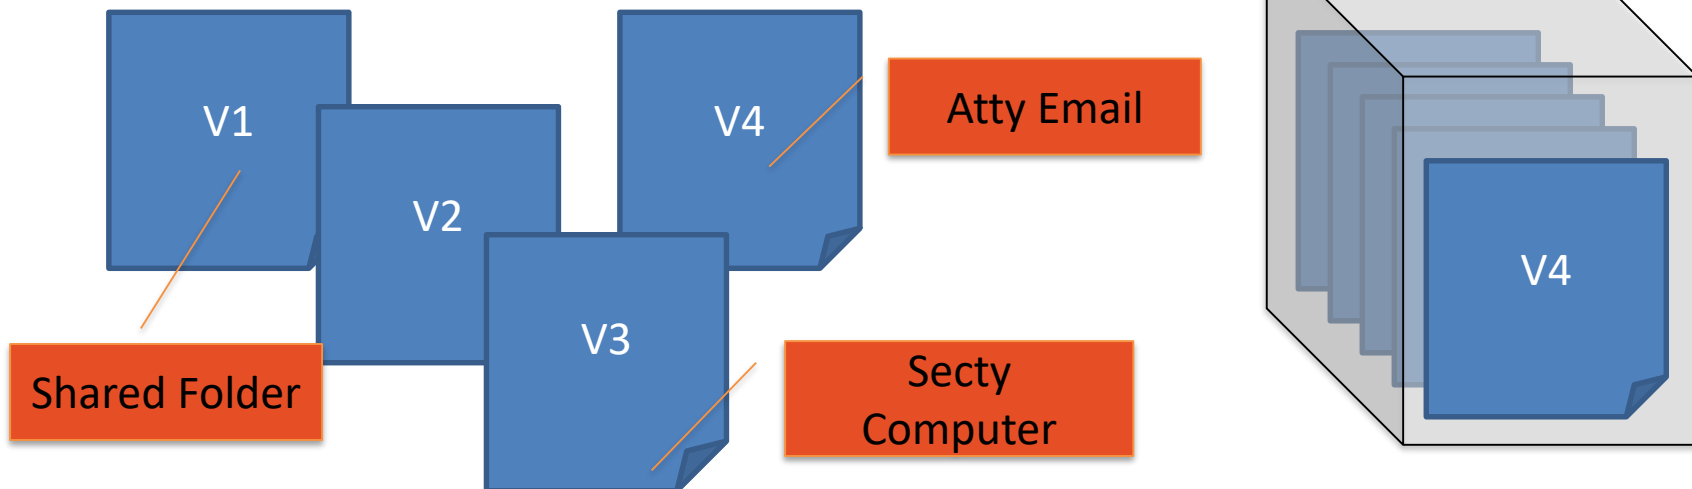 V1
V2
V3
V4
Shared Folder
Atty Email
Secty
Computer
V4